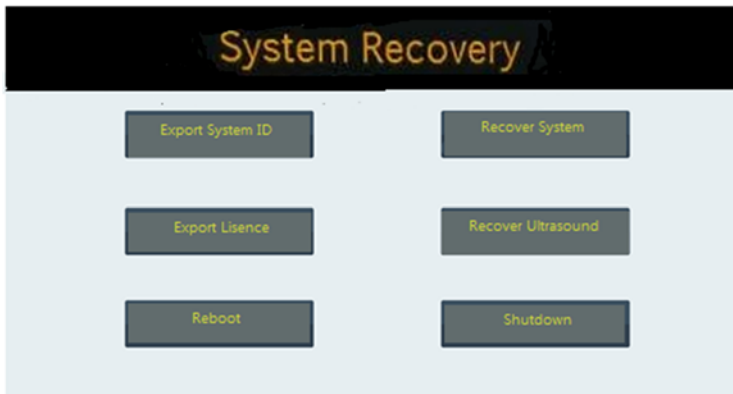 System Recovery
Export System ID
Recover System
Export Lisence
Recover Ultrasound
Reboot
Shutdown